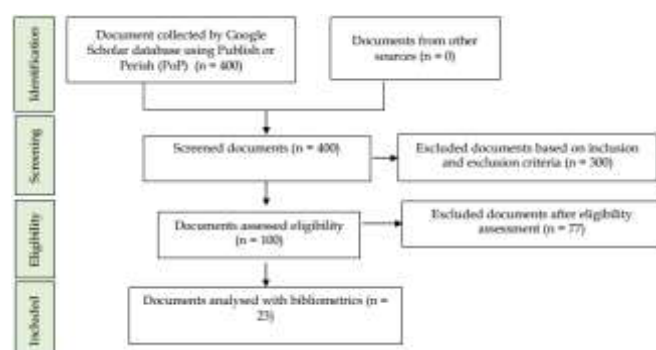 Identification
Document collected by Google
Scholar database using Publish or
Perish (PoP) (n = 400)
Documents from other
sources (n = 0)
Screening
Screened documents (n = 400)
Excluded documents based on inclusion
and exclusion criteria (n = 300)
Eligibility
Documents assessed eligibility
(n = 100)
Excluded documents after eligibility
assessment (n = 77)
Included
Documents analysed with bibliometrics (n =
23)